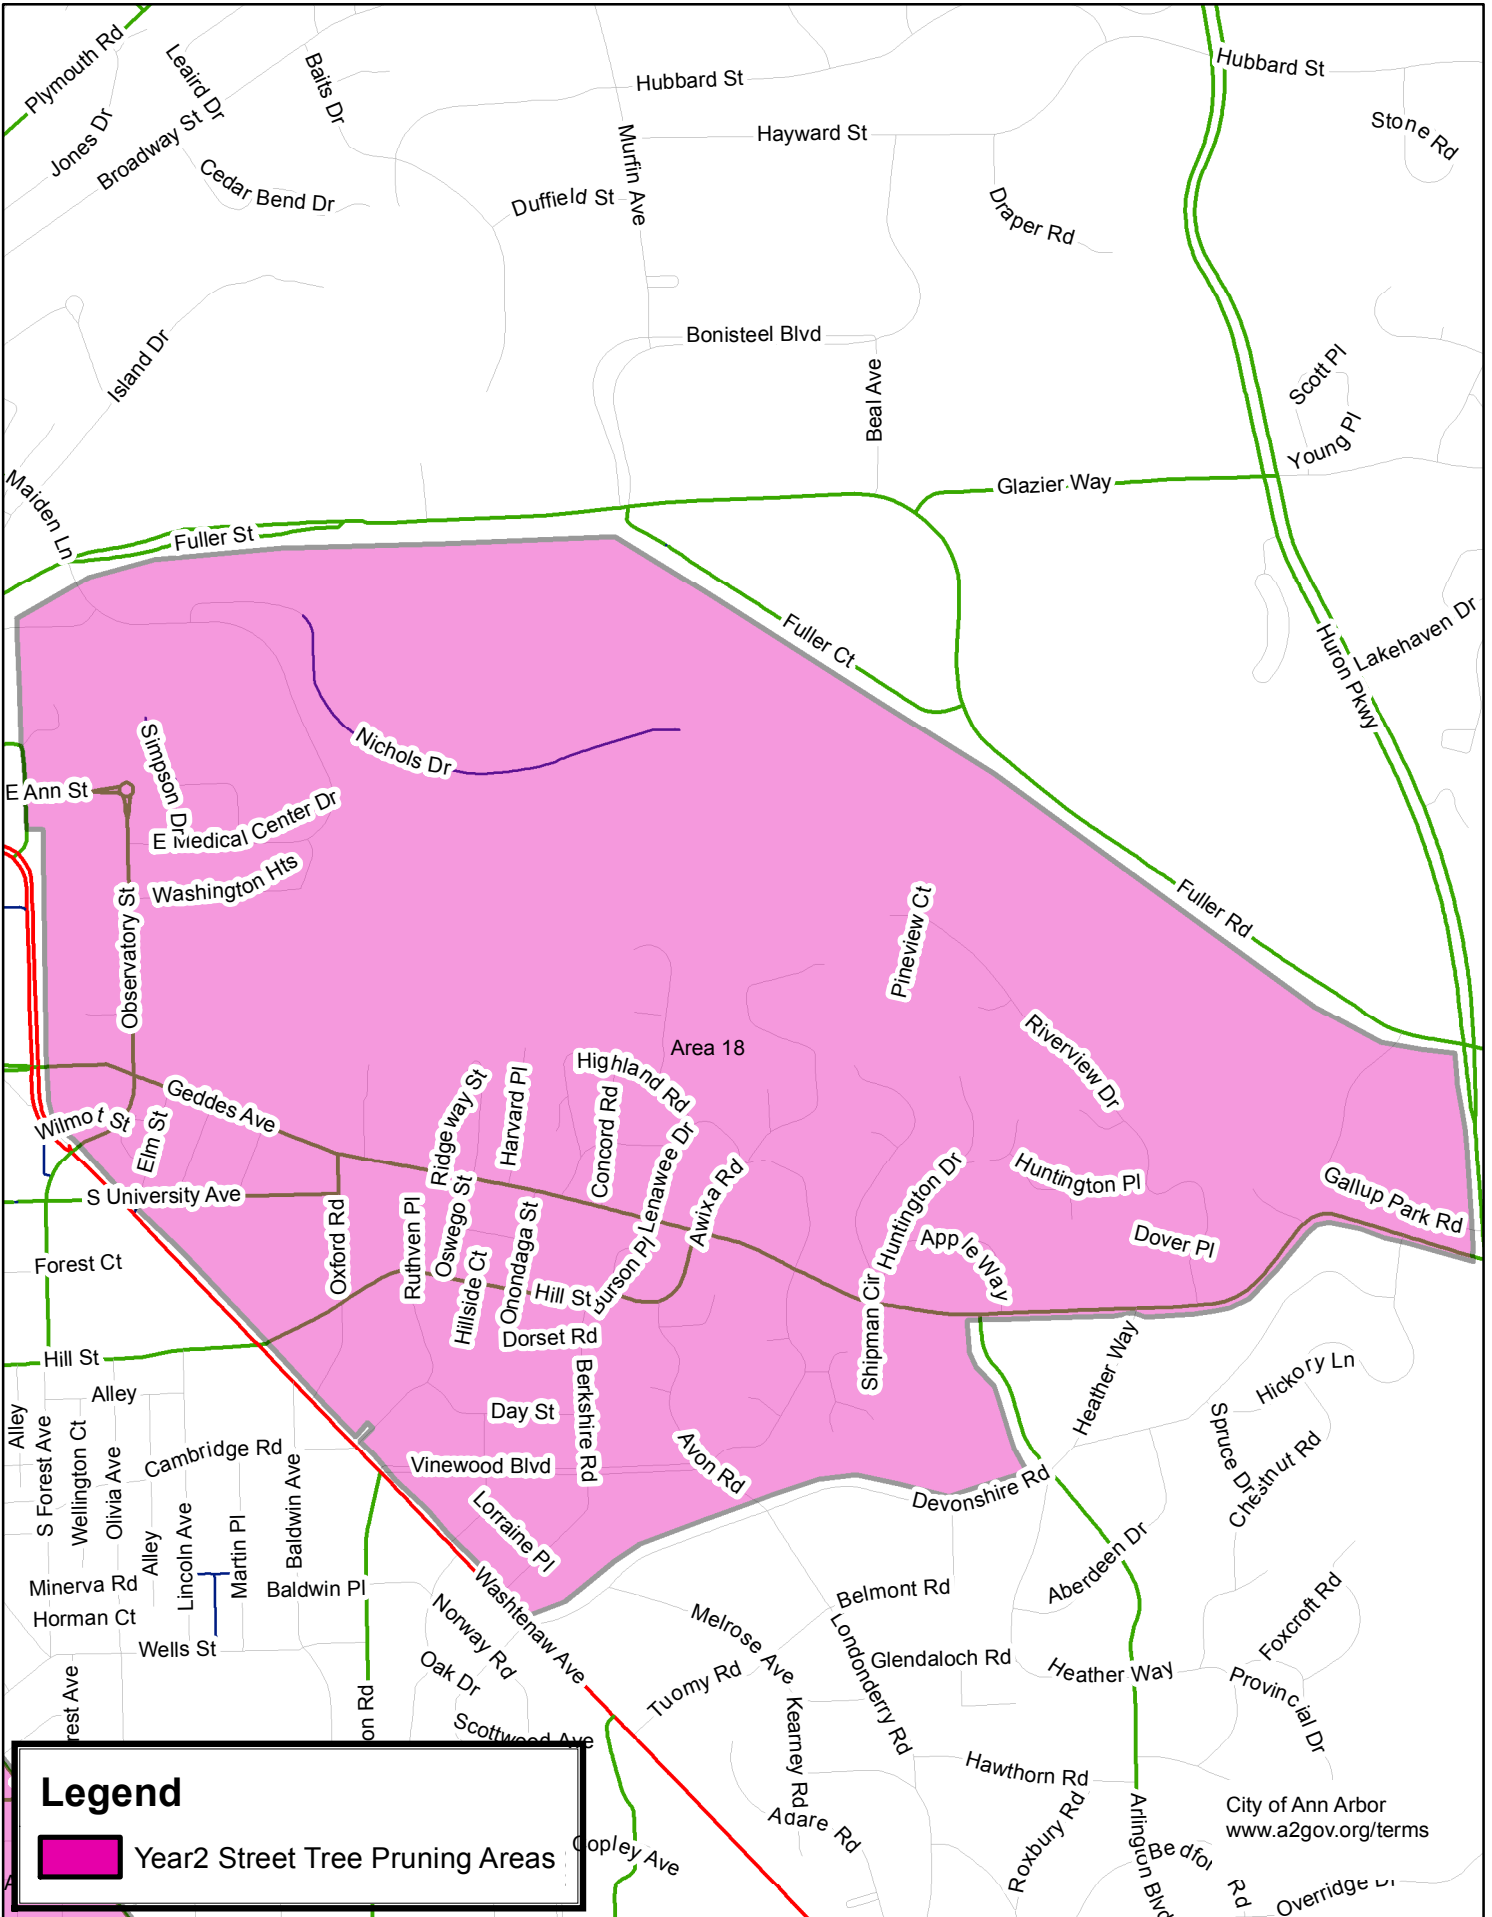 Plymouth Rd
Leaird Dr
Baits Dr
Hubbard St
Hubbard St
Jones Dr
Broadway St
Murfin Ave
Hayward St
Stone Rd
Cedar Bend Dr
Duffield St
Draper Rd
Island Dr
Bonisteel Blvd
Beal Ave
Scott Pl
Young Pl
Maiden Ln
Glazier Way
Fuller St
Fuller Ct
Huron Pkwy
Lakehaven Dr
Simpson Dr
Nichols Dr
E Ann St
E Medical Center Dr
Washington Hts
Observatory St
Pineview Ct
Fuller Rd
Area 18
Riverview Dr
Highland Rd
Geddes Ave
Wilmot St
Elm St
Ridgeway St
Harvard Pl
Concord Rd
Lenawee Dr
Awixa Rd
Huntington Dr
Huntington Pl
Gallup Park Rd
S University Ave
Oxford Rd
Ruthven Pl
Oswego St
Onondaga St
Hillside Ct
Burson Pl
Apple Way
Dover Pl
Forest Ct
Hill St
Shipman Cir
Dorset Rd
Hill St
Heather Way
Hickory Ln
Alley
Alley
S Forest Ave
Wellington Ct
Olivia Ave
Cambridge Rd
Berkshire Rd
Day St
Vinewood Blvd
Avon Rd
Spruce Dr
Chestnut Rd
Devonshire Rd
Alley
Lincoln Ave
Martin Pl
Baldwin Ave
Lorraine Pl
Minerva Rd
Horman Ct
Wells St
Baldwin Pl
Washtenaw Ave
Norway Rd
Oak Dr
Belmont Rd
Aberdeen Dr
Foxcroft Rd
Melrose Ave
Londonderry Rd
Glendaloch Rd
Heather Way
Provincial Dr
Tuomy Rd
Kearney Rd
rest Ave
on Rd
Scottwood Ave
Hawthorn Rd
Adare Rd
Roxbury Rd
Arlington Blvd
Bedfo
Rd
Overridge Dr
Copley Ave
City of Ann Arbor
www.a2gov.org/terms
Legend
Year2 Street Tree Pruning Areas